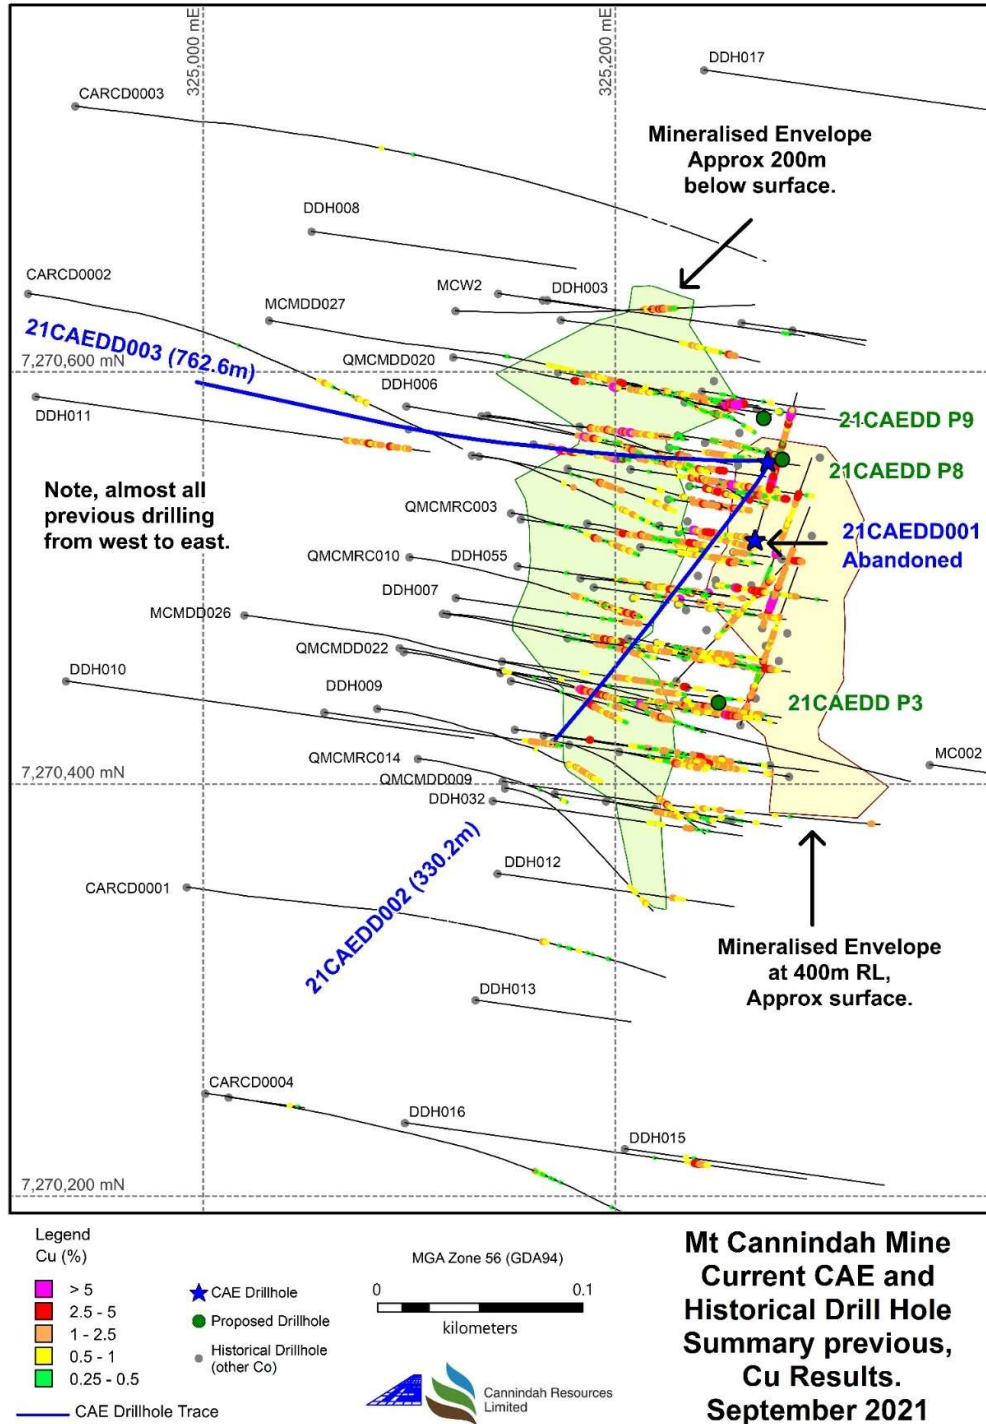 325,000 mE
325,200 mE
DDH017
CARCD0003
Mineralised Envelope
Approx 200m
below surface.
DDH008
CARCD0002
MCW2
DDH003
MCMDD027
21CAEDD003 (762.6m)
7,270,600 mN
QMCMDD020
DDH006
DDH011
21CAEDD P9
21CAEDD P8
Note, almost all
previous drilling
from west to east.
QMCMRC003
21CAEDD001
Abandoned
QMCMRC010
DDH055
DDH007
MCMDD026
QMCMDD022
DDH010
DDH009
21CAEDD P3
QMCMRC014
MC002
7,270,400 mN
QMCMDD009
DDH032
21CAEDD002 (330.2m)
DDH012
CARCD0001
Mineralised Envelope
at 400m RL,
Approx surface.
DDH013
CARCD0004
DDH016
DDH015
7,270,200 mN
Legend
Cu (%)
> 5
2.5 - 5
1 - 2.5
0.5 - 1
0.25 - 0.5
CAE Drillhole Trace
CAE Drillhole
Proposed Drillhole
Historical Drillhole
(other Co)
MGA Zone 56 (GDA94)
0 0.1
kilometers
Cannindah Resources
Limited
Mt Cannindah Mine
Current CAE and
Historical Drill Hole
Summary previous,
Cu Results.
September 2021